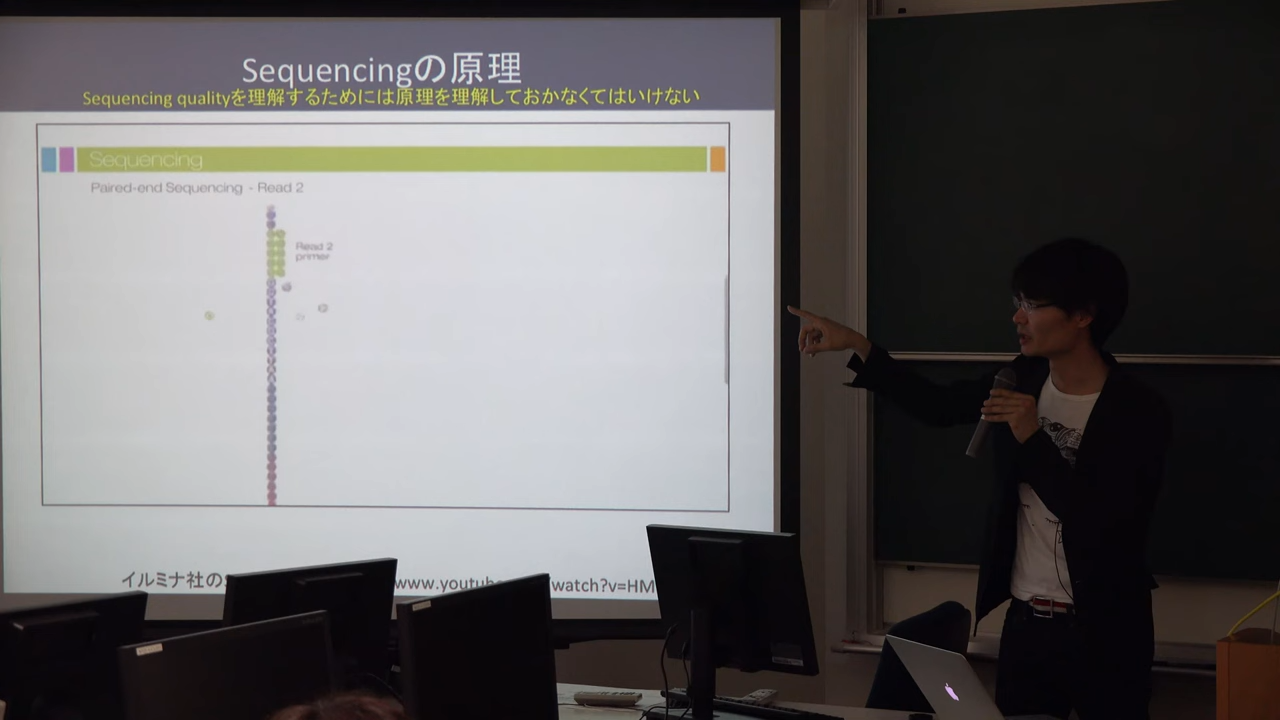 Sequencingの原理
Sequencing qualityを理解するためには原理を理解しておかなくてはいけない
Sequencing
Paired-end Sequencing - Read 2
Read 2
primer
イルミナ社の
www.youtube /watch?v=HM